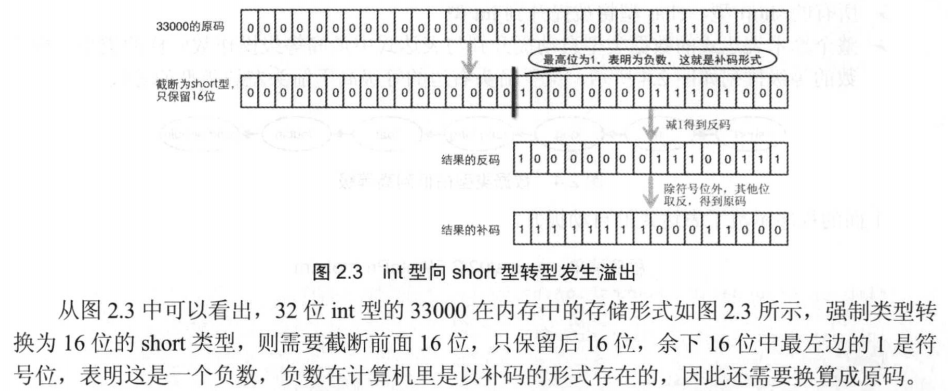 33000的原码 0 0 0 0 0 0 0 0 0 0 0 0 0 0 0 0 1 0 0 0 0 0 0 0 1 1 1 0 1 0 0 0
最高位为1，表明为负数，这就是补码形式
截断为short型，
只保留16位
0 0 0 0 0 0 0 0 0 0 0 0 0 0 0 0 1 0 0 0 0 0 0 0 1 1 1 0 1 0 0 0
减1得到反码
结果的反码 1 0 0 0 0 0 0 0 1 1 1 0 0 1 1 1
除符号位外，其他位
取反，得到原码
结果的补码 1 1 1 1 1 1 1 1 0 0 0 1 1 0 0 0
图 2.3 int 型向 short 型转型发生溢出
从图 2.3 中可以看出，32 位 int 型的 33000 在内存中的存储形式如图 2.3 所示，强制类型转
换为 16 位的 short 类型，则需要截断前面 16 位，只保留后 16 位，余下 16 位中最左边的 1 是符
号位，表明这是一个负数，负数在计算机里是以补码的形式存在的，因此还需要换算成原码。